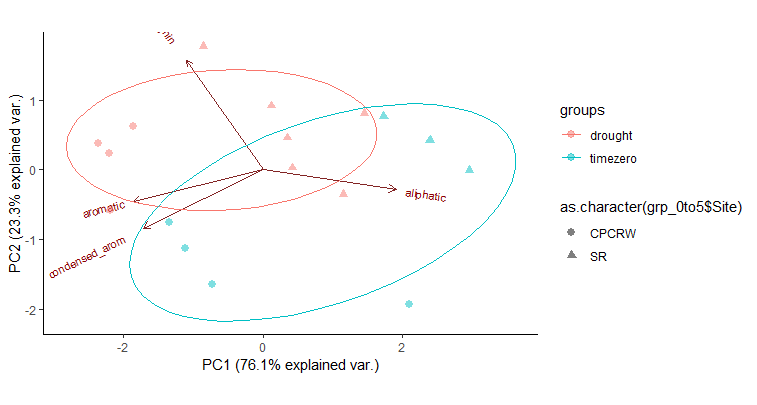 PC2 (23.3% explained var.)
1
0
-1
-2
-2
0
2
PC1 (76.1% explained var.)
aromatic
condensed_arom
aliphatic
groups
drought
timezero
as.character(grp_0to5$Site)
CPCRW
SR